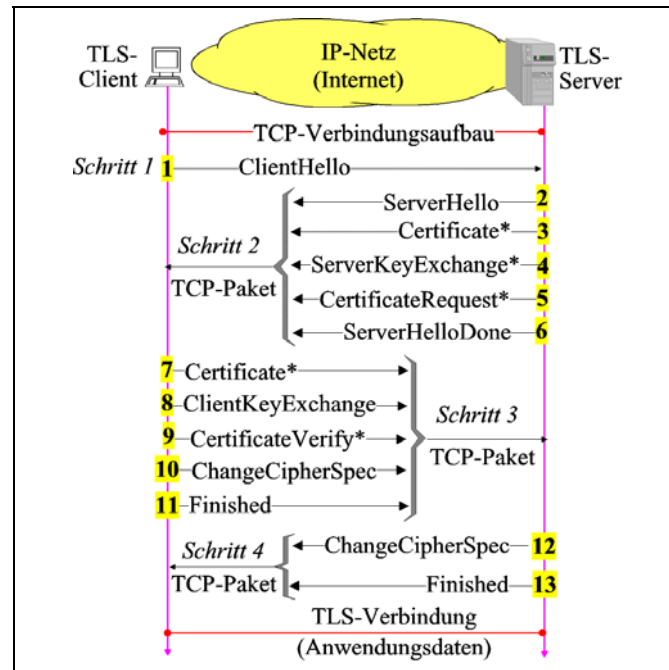 TLS-
Client
IP-Netz
(Internet)
TLS-
Server
TCP-Verbindungsaufbau
Schritt 1 1 ClientHello
ServerHello 2
Certificate* 3
Schritt 2
ServerKeyExchange* 4
TCP-Paket
CertificateRequest* 5
ServerHelloDone 6
7 Certificate*
8 ClientKeyExchange
Schritt 3
9 CertificateVerify*
TCP-Paket
10 ChangeCipherSpec
11 Finished
Schritt 4
ChangeCipherSpec 12
TCP-Paket
Finished 13
TLS-Verbindung
(Anwendungsdaten)